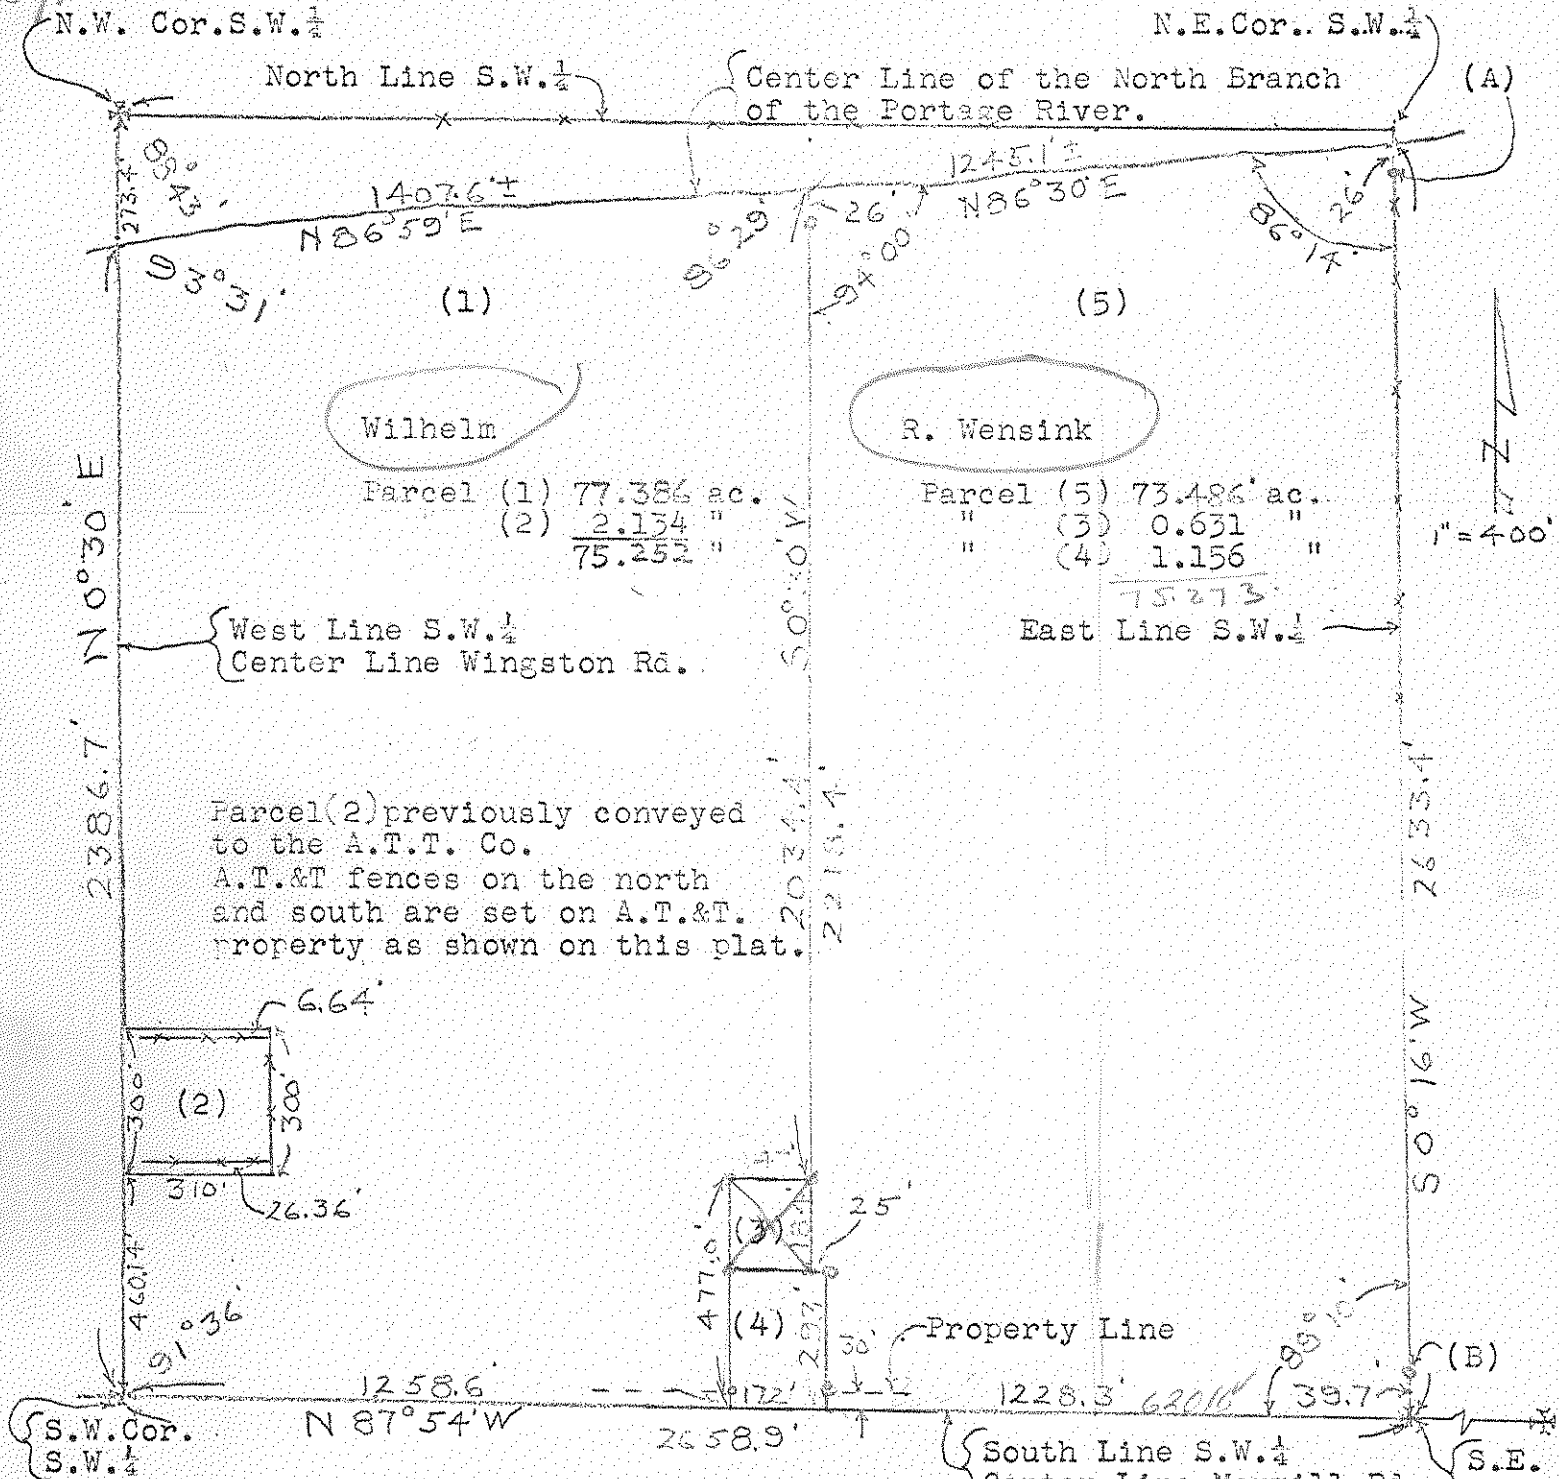 N.W. Cor.S.W.¼
N.E.Cor.. S.W.¼
North Line S.W.¼
Center Line of the North Branch
of the Portage River.
(A)
273.4'
1407.6'±
N86°59'E
1245.1'±
N86°30'E
26'
26'
93°31'
86°29'
94°00'
86°14'
(1)
(5)
Wilhelm
R. Wensink
Parcel (1) 77.386 ac.
(2) 2.134 "
75.252 "
Parcel (5) 73.486 ac.
" (3) 0.631 "
" (4) 1.156 "
75.273
N
1"=400'
N 0°30' E
2386.7'
West Line S.W.¼
Center Line Wingston Rd.
East Line S.W.¼
2034.4'
2633.4'
S 0°16'W
Parcel(2)previously conveyed
to the A.T.T. Co.
A.T.&T fences on the north
and south are set on A.T.&T.
roperty as shown on this plat.
6.64'
300'
(2)
300'
310'
26.36'
460.14'
91°36'
477.0'
(3)
25'
(4)
297'
30'
Property Line
(B)
1258.6'
172'
1228.3'
39.7'
N 87°54'W
2658.9'
S.W.Cor.
S.W.¼
South Line S.W.¼
S.E.